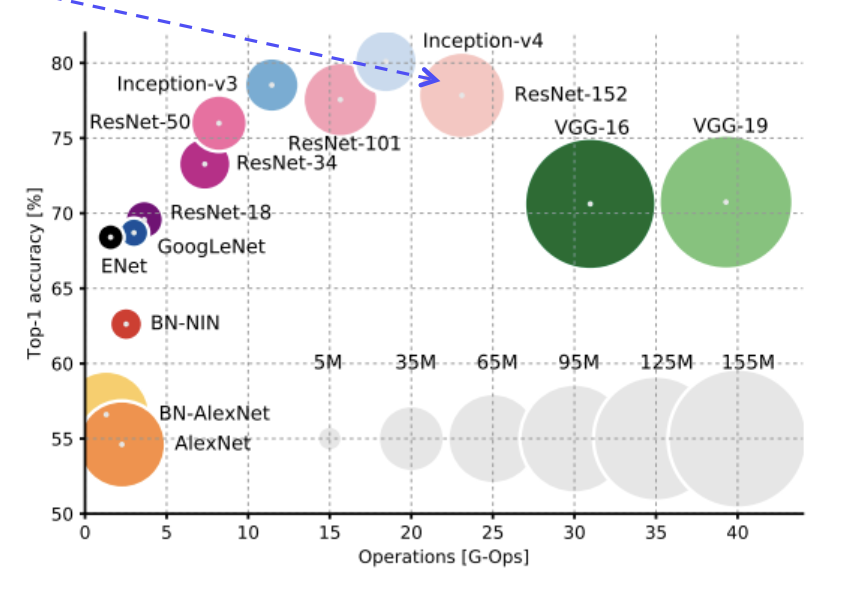 Inception-v4
80
Inception-v3
ResNet-152
ResNet-50
VGG-16
VGG-19
75
ResNet-101
ResNet-34
Top-1 accuracy [%]
70
ResNet-18
GoogLeNet
ENet
65
BN-NIN
60
5M 35M 65M 95M 125M 155M
BN-AlexNet
55
AlexNet
50
0 5 10 15 20 25 30 35 40
Operations [G-Ops]